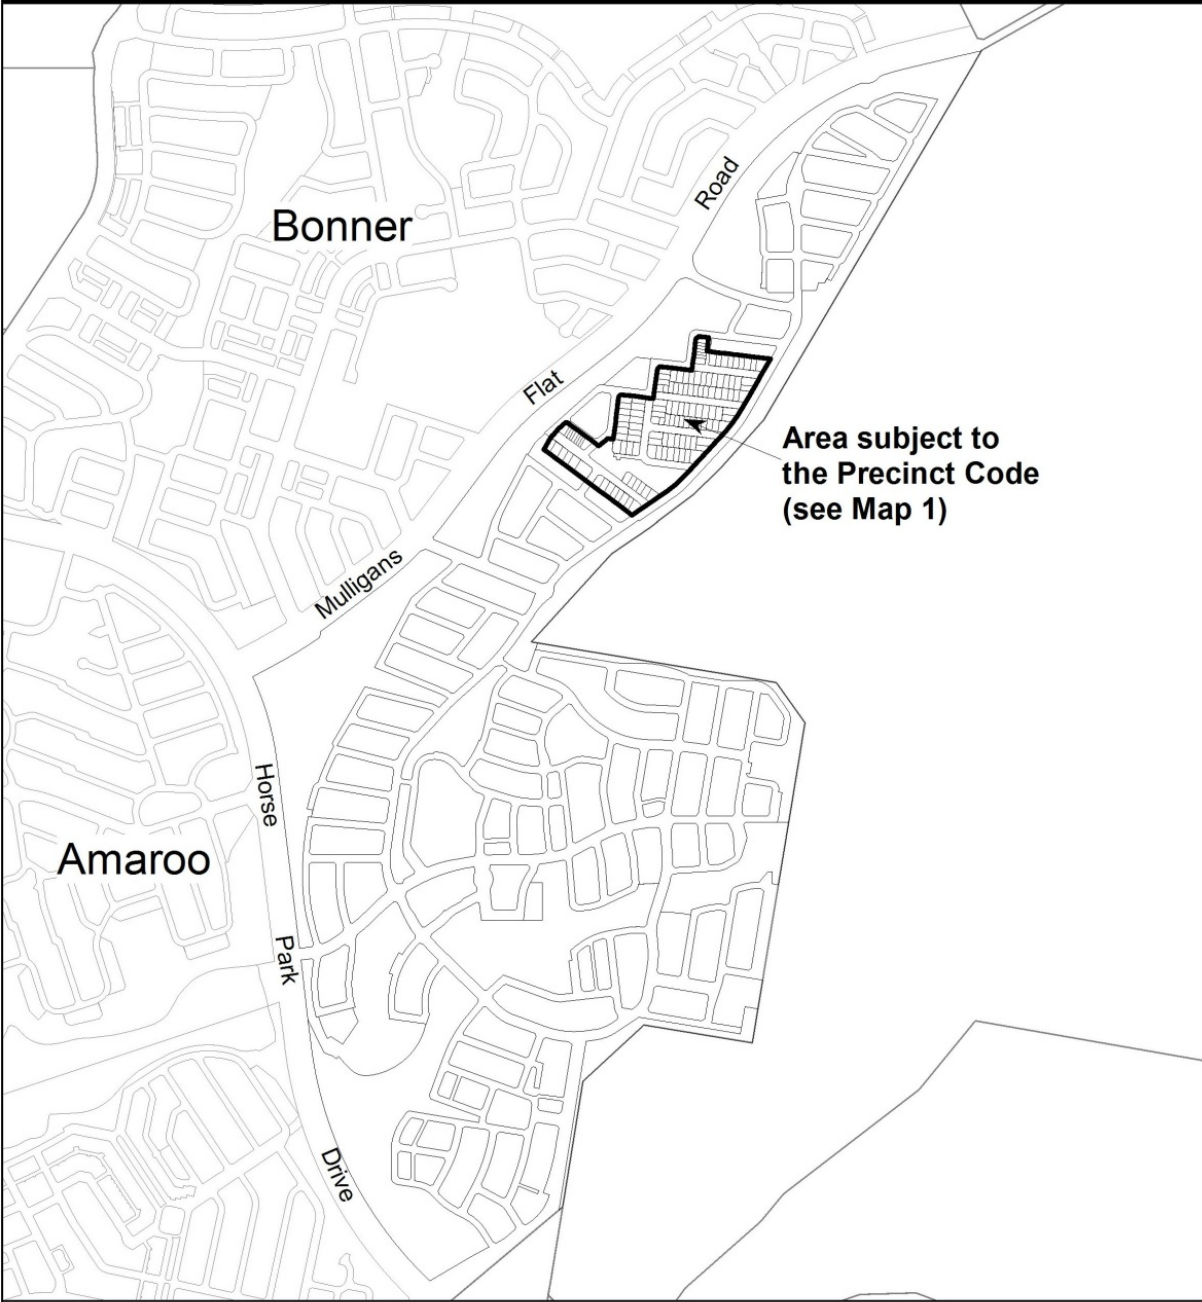 Road
Bonner
Flat
Area subject to
the Precinct Code
(see Map 1)
Mulligans
Horse
Amaroo
Park
Drive